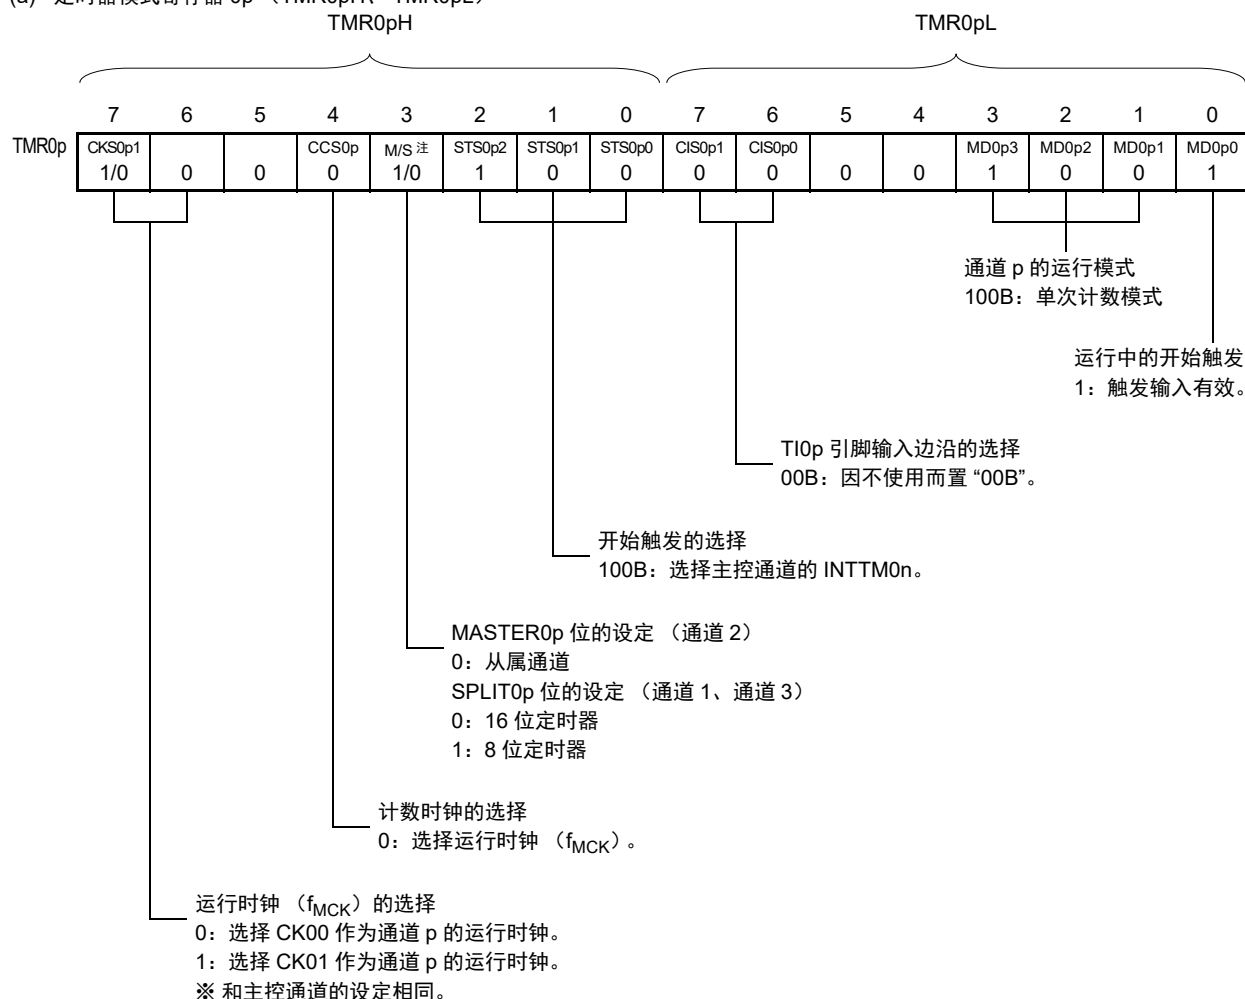 (a) 定时器模式寄存器 0p （TMR0pH、TMR0pL）
TMR0pH TMR0pL
7 6 5 4 3 2 1 0 7 6 5 4 3 2 1 0
TMR0p CKS0p1 CCS0p M/S 注 STS0p2 STS0p1 STS0p0 CIS0p1 CIS0p0 MD0p3 MD0p2 MD0p1 MD0p0
1/0 0 0 0 1/0 1 0 0 0 0 0 0 1 0 0 1
通道 p 的运行模式
100B：单次计数模式
运行中的开始触发
1：触发输入有效。
TI0p 引脚输入边沿的选择
00B：因不使用而置 “00B”。
开始触发的选择
100B：选择主控通道的 INTTM0n。
MASTER0p 位的设定 （通道 2）
0：从属通道
SPLIT0p 位的设定 （通道 1、通道 3）
0：16 位定时器
1：8 位定时器
计数时钟的选择
0：选择运行时钟 （fMCK）。
运行时钟 （fMCK）的选择
0：选择 CK00 作为通道 p 的运行时钟。
1：选择 CK01 作为通道 p 的运行时钟。
※ 和主控通道的设定相同。